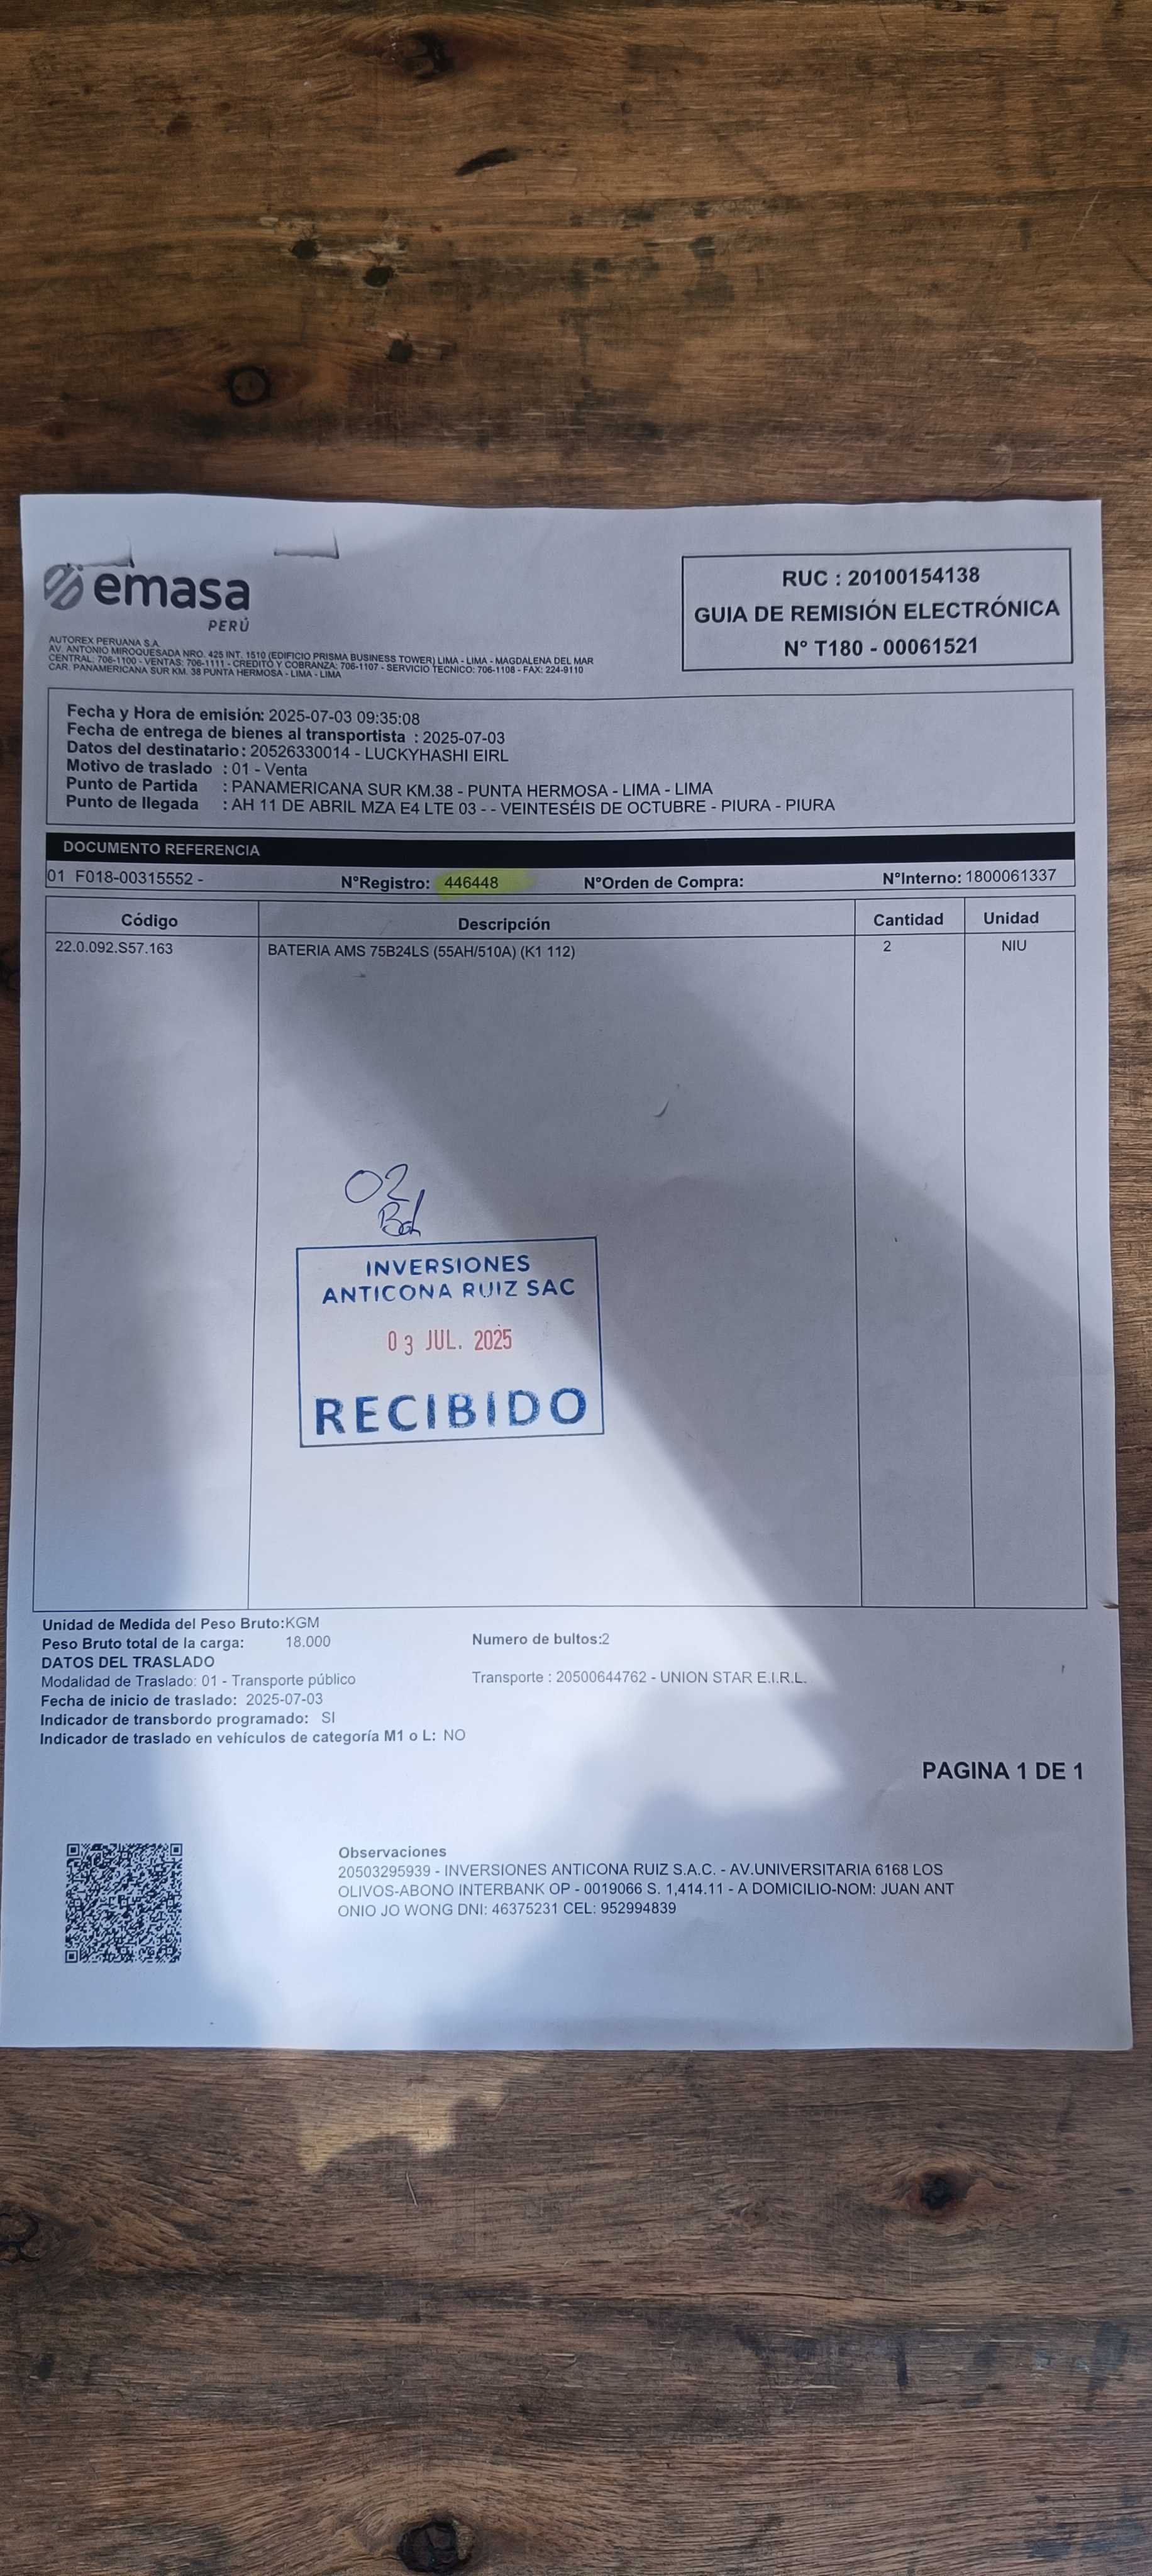 emasa
PERÚ
AUTOREX PERUANA S.A.
AV. ANTONIO MIROQUESADA NRO. 425 INT. 1510 (EDIFICIO PRISMA BUSINESS TOWER) LIMA - LIMA - MAGDALENA DEL MAR
CENTRAL: 706-1100 - VENTAS: 706-1111 - CREDITO Y COBRANZA: 706-1107 - SERVICIO TECNICO: 706-1108 - FAX: 224-9110
CAR. PANAMERICANA SUR KM. 38 PUNTA HERMOSA - LIMA - LIMA
RUC : 20100154138
GUIA DE REMISIÓN ELECTRÓNICA
N° T180 - 00061521
Fecha y Hora de emisión: 2025-07-03 09:35:08
Fecha de entrega de bienes al transportista : 2025-07-03
Datos del destinatario : 20526330014 - LUCKYHASHI EIRL
Motivo de traslado : 01 - Venta
Punto de Partida : PANAMERICANA SUR KM.38 - PUNTA HERMOSA - LIMA - LIMA
Punto de llegada : AH 11 DE ABRIL MZA E4 LTE 03 - - VEINTESÉIS DE OCTUBRE - PIURA - PIURA
DOCUMENTO REFERENCIA
01 F018-00315552 - N°Registro: 446448 N°Orden de Compra: N°Interno: 1800061337
Código Descripción Cantidad Unidad
22.0.092.S57.163 BATERIA AMS 75B24LS (55AH/510A) (K1 112) 2 NIU
02
INVERSIONES
ANTICONA RUIZ SAC
03 JUL. 2025
RECIBIDO
Unidad de Medida del Peso Bruto:KGM
Peso Bruto total de la carga: 18.000 Numero de bultos:2
DATOS DEL TRASLADO
Modalidad de Traslado: 01 - Transporte público Transporte : 20500644762 - UNION STAR E.I.R.L.
Fecha de inicio de traslado: 2025-07-03
Indicador de transbordo programado: SI
Indicador de traslado en vehículos de categoría M1 o L: NO
PAGINA 1 DE 1
Observaciones
20503295939 - INVERSIONES ANTICONA RUIZ S.A.C. - AV.UNIVERSITARIA 6168 LOS
OLIVOS-ABONO INTERBANK OP - 0019066 S. 1,414.11 - A DOMICILIO-NOM: JUAN ANT
ONIO JO WONG DNI: 46375231 CEL: 952994839